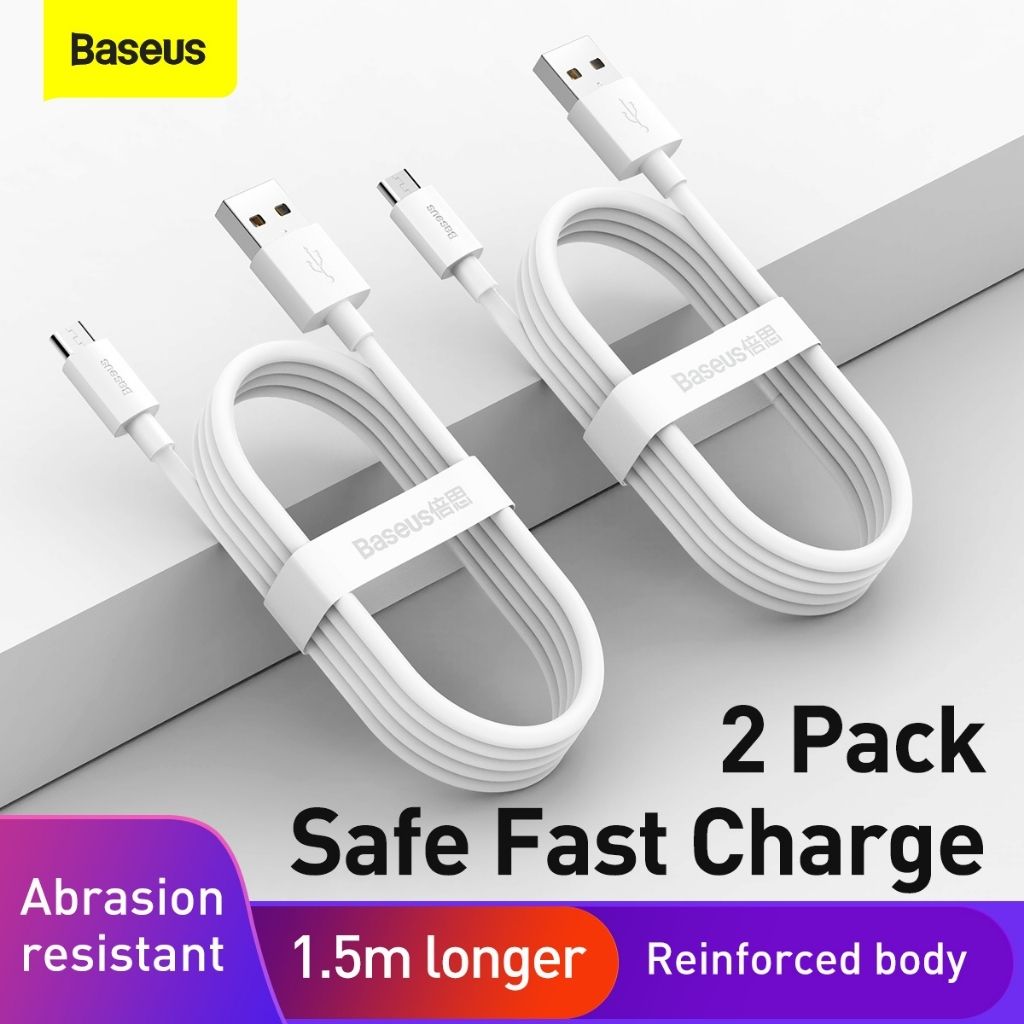 Baseus
Baseus
Baseus
Baseus倍思
Baseus倍思
2 Pack
Safe Fast Charge
Abrasion
resistant
1.5m longer
Reinforced body